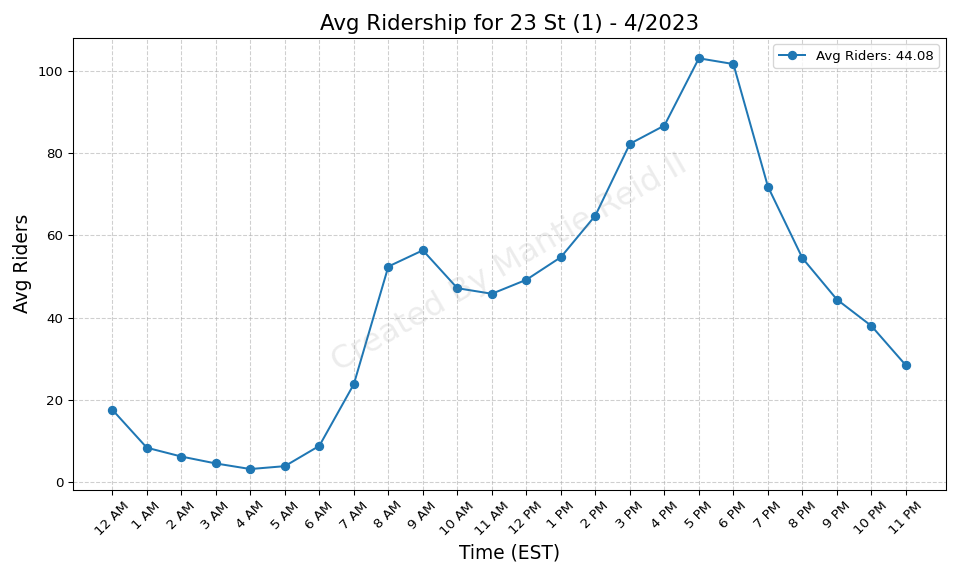 Avg Ridership for 23 St (1) - 4/2023
Avg Riders: 44.08
Avg Riders
100
80
60
40
20
0
Created By Mantie Reid II
12 AM
1 AM
2 AM
3 AM
4 AM
5 AM
6 AM
7 AM
8 AM
9 AM
10 AM
11 AM
12 PM
1 PM
2 PM
3 PM
4 PM
5 PM
6 PM
7 PM
8 PM
9 PM
10 PM
11 PM
Time (EST)